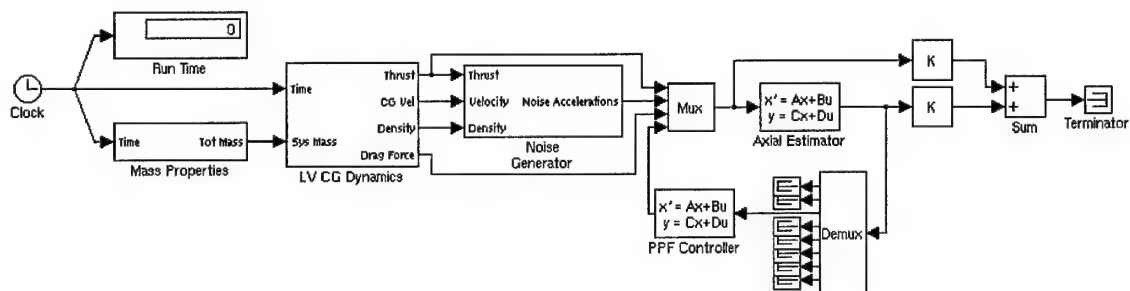 0
Run Time
Clock
Time
Tot Mass
Mass Properties
Time
Sys Mass
Thrust
CG Vel
Density
Drag Force
LV CG Dynamics
Thrust
Velocity
Density
Noise Accelerations
Noise
Generator
Mux
x' = Ax+Bu
y = Cx+Du
Axial Estimator
K
K
+
+
Sum
Terminator
x' = Ax+Bu
y = Cx+Du
PPF Controller
Demux